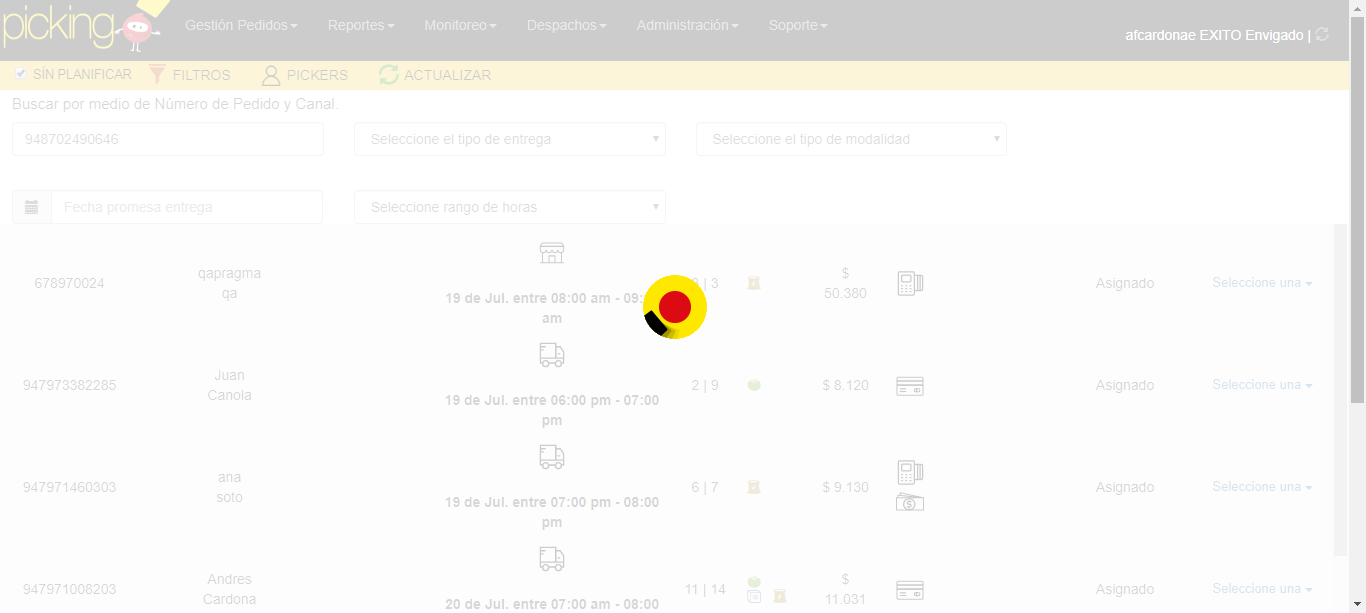 picking
Gestión Pedidos Reportes Monitoreo Despachos Administración Soporte
afcardonae EXITO Envigado |
SÍN PLANIFICAR FILTROS PICKERS ACTUALIZAR
Buscar por medio de Número de Pedido y Canal.
948702490646 Seleccione el tipo de entrega Seleccione el tipo de modalidad
Fecha promesa entrega Seleccione rango de horas
678970024
qapragma
qa
19 de Jul. entre 08:00 am - 09:
am
| 3
$
50.380
Asignado
Seleccione una
947973382285
Juan
Canola
19 de Jul. entre 06:00 pm - 07:00
pm
2 | 9
$ 8.120
Asignado
Seleccione una
947971460303
ana
soto
19 de Jul. entre 07:00 pm - 08:00
pm
6 | 7
$ 9.130
Asignado
Seleccione una
947971008203
Andres
Cardona
20 de Jul. entre 07:00 am - 08:00
11 | 14
$
11.031
Asignado
Seleccione una